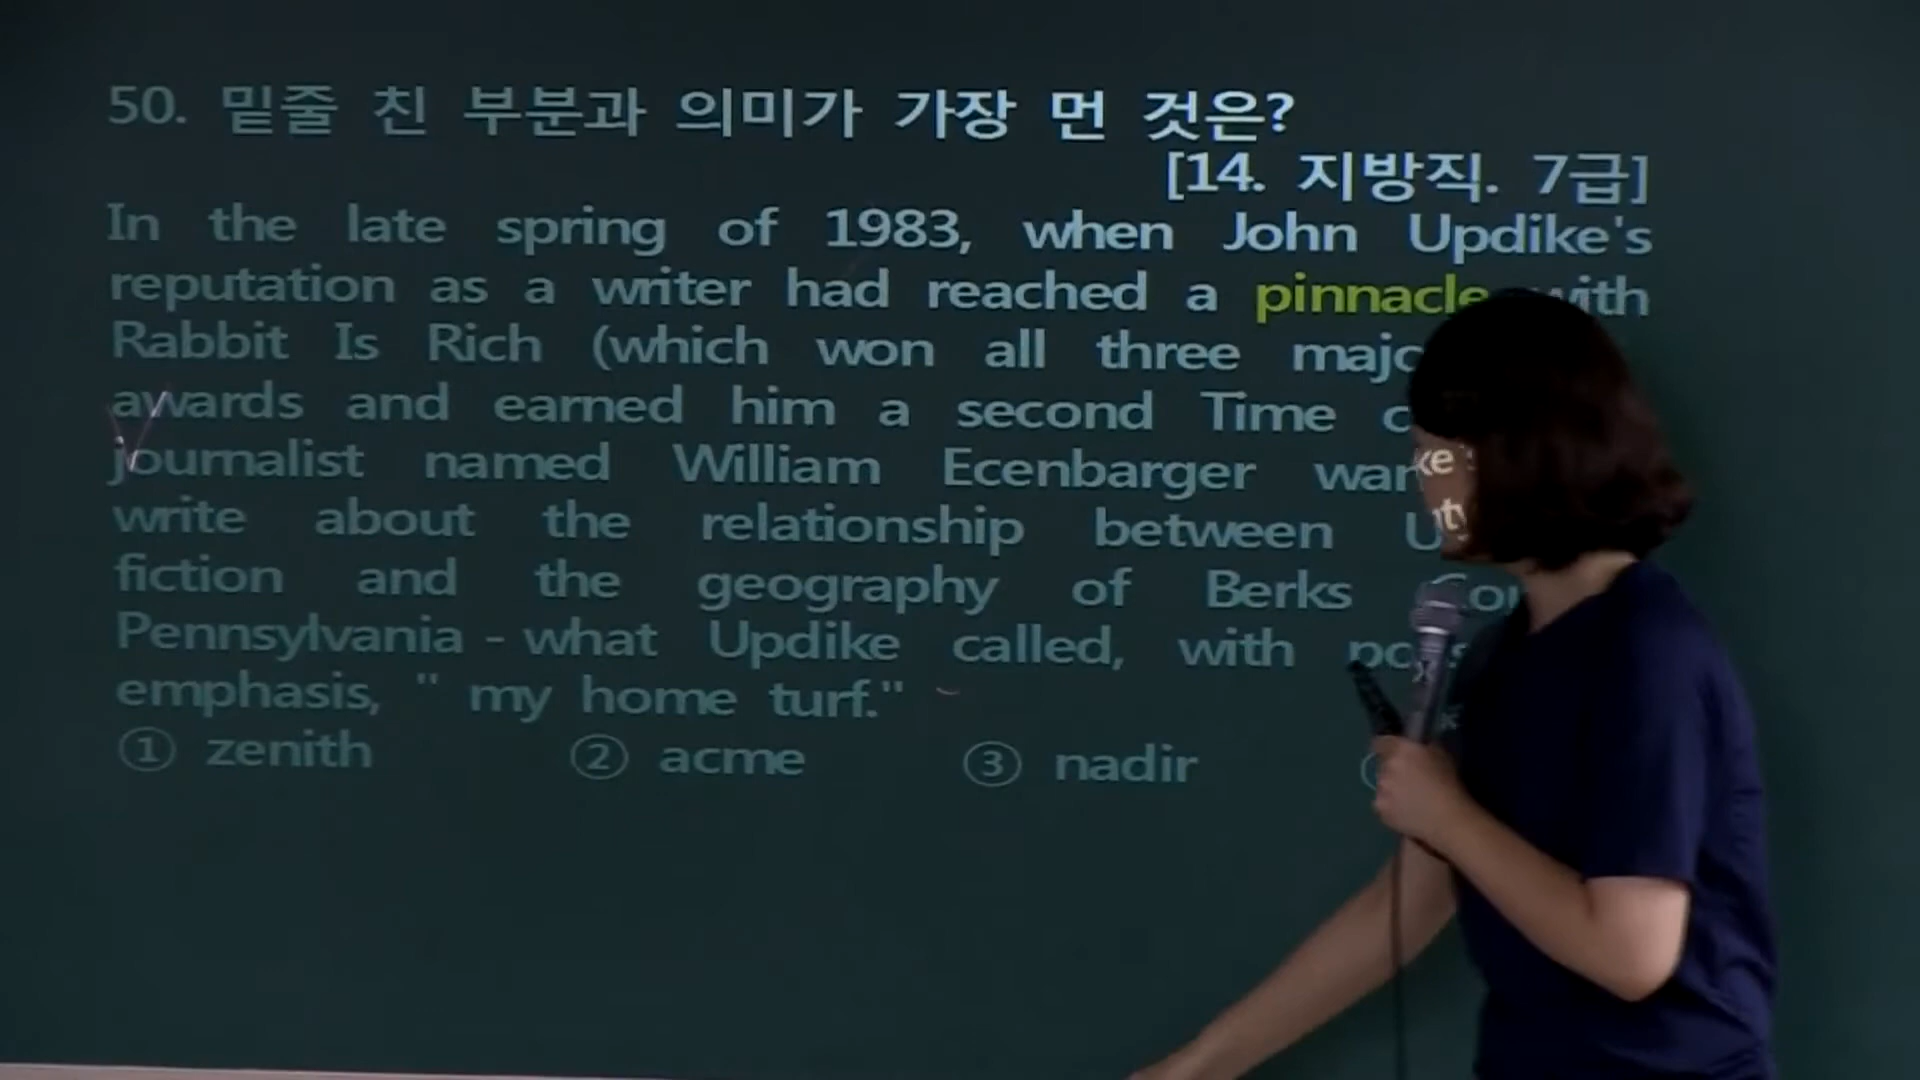 50. 밑줄 친 부분과 의미가 가장 먼 것은?
[14. 지방직. 7급]
In the late spring of 1983, when John Updike's
reputation as a writer had reached a pinnacle with
Rabbit Is Rich (which won all three
awards and earned him a second Time
journalist named William Ecenbarger
write about the relationship between
fiction and the geography of Berks
Pennsylvania - what Updike called, with
emphasis, " my home turf."
① zenith ② acme ③ nadir